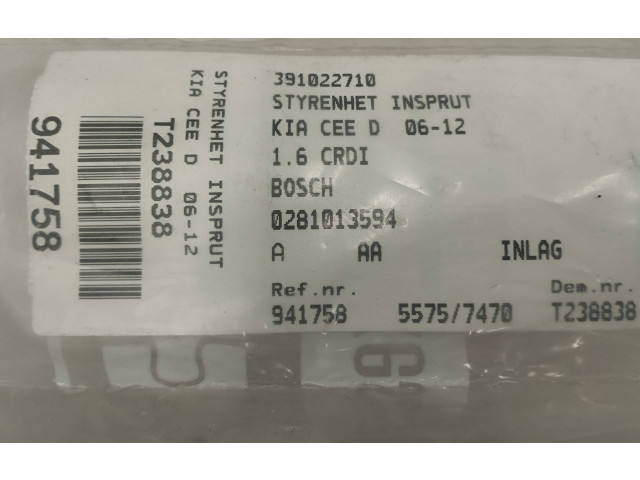 391022710
STYRENHET INSPRUT
KIA CEE D 06-12
1.6 CRDI
BOSCH
0281013594
A AA INLAG
Ref.nr. Dem.nr.
941758 5575/7470 T238838
STYRENHET INSPRUT
KIA CEE D 06-12
T238838
941758